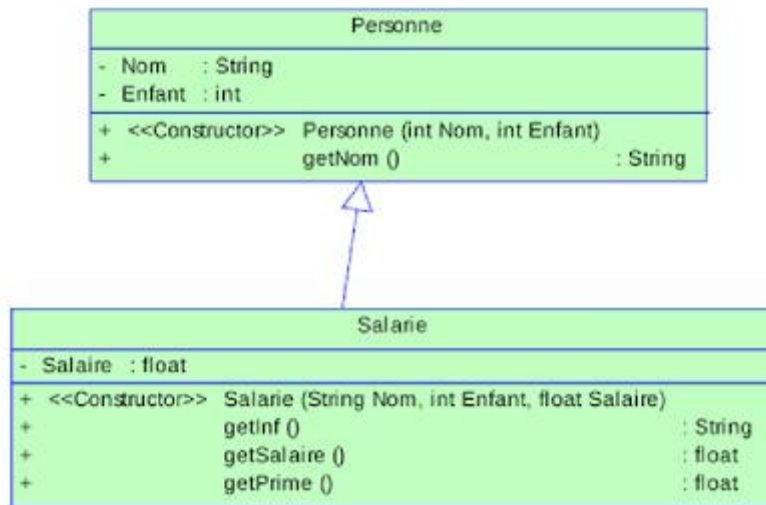 Personne
- Nom : String
- Enfant : int
+ <<Constructor>> Personne (int Nom, int Enfant)
+ getNom () : String
Salarie
- Salaire : float
+ <<Constructor>> Salarie (String Nom, int Enfant, float Salaire)
+ getInf () : String
+ getSalaire () : float
+ getPrime () : float